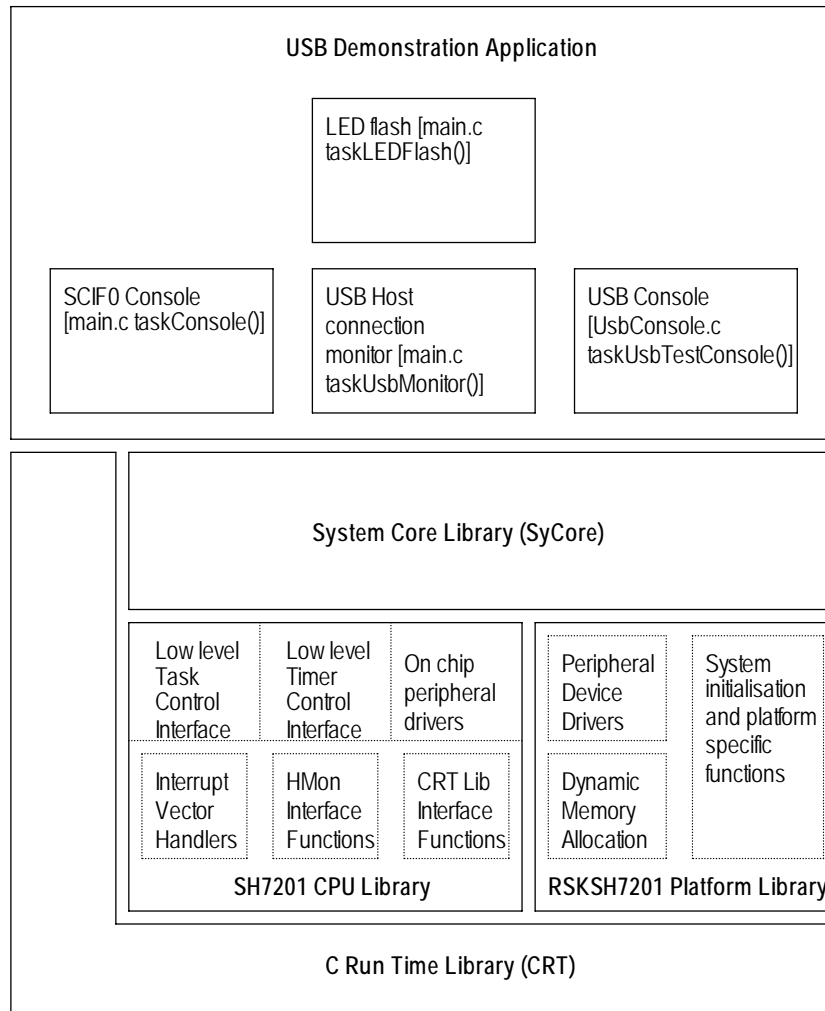 USB Demonstration Application
LED flash [main.c
taskLEDFlash()]
SCIF0 Console
[main.c taskConsole()]
USB Host
connection
monitor [main.c
taskUsbMonitor()]
USB Console
[UsbConsole.c
taskUsbTestConsole()]
System Core Library (SyCore)
Low level
Task
Control
Interface
Low level
Timer
Control
Interface
On chip
peripheral
drivers
Interrupt
Vector
Handlers
HMon
Interface
Functions
CRT Lib
Interface
Functions
SH7201 CPU Library
Peripheral
Device
Drivers
System
initialisation
and platform
specific
functions
Dynamic
Memory
Allocation
RSKSH7201 Platform Library
C Run Time Library (CRT)